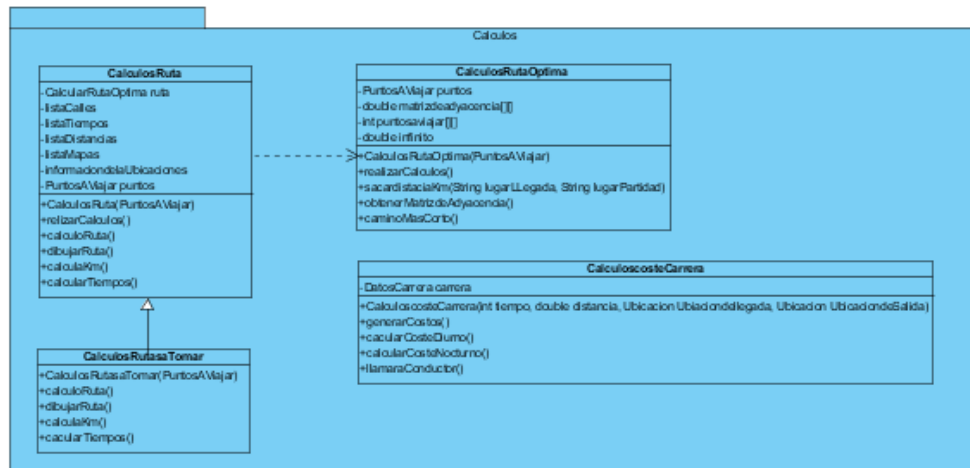 Calculos
CalculosRuta
-CalcularRutaOptima ruta
-listaCalles
-listaTiempos
-listaDistancias
-listaMapas
-informaciondelaUbicaciones
-PuntosAViajar puntos
+CalculosRuta(PuntosAViajar)
+relizarCalculos()
+calculoRuta()
+dibujarRuta()
+calculaKm()
+calcularTiempos()
CalculosRutaOptima
-PuntosAViajar puntos
-double matrizdeadyacencia[][]
-int puntosaviajar[][]
-double infinito
+CalculosRutaOptima(PuntosAViajar)
+realizarCalculos()
+sacardistaciaKm(String lugarLLegada, String lugarPartidad)
+obtenerMatrizdeAdyacencia()
+caminoMasCorto()
CalculoscosteCarrera
-DatosCarrera carrera
+CalculoscosteCarrera(int tiempo, double distancia, Ubicacion Ubiaciondellegada, Ubicacion UbicaciondeSalida)
+generarCostos()
+cacularCosteDiurno()
+calcularCosteNocturno()
+llamaraConductor()
CalculosRutasaTomar
+CalculosRutasaTomar(PuntosAViajar)
+calculoRuta()
+dibujarRuta()
+calculaKm()
+cacularTiempos()